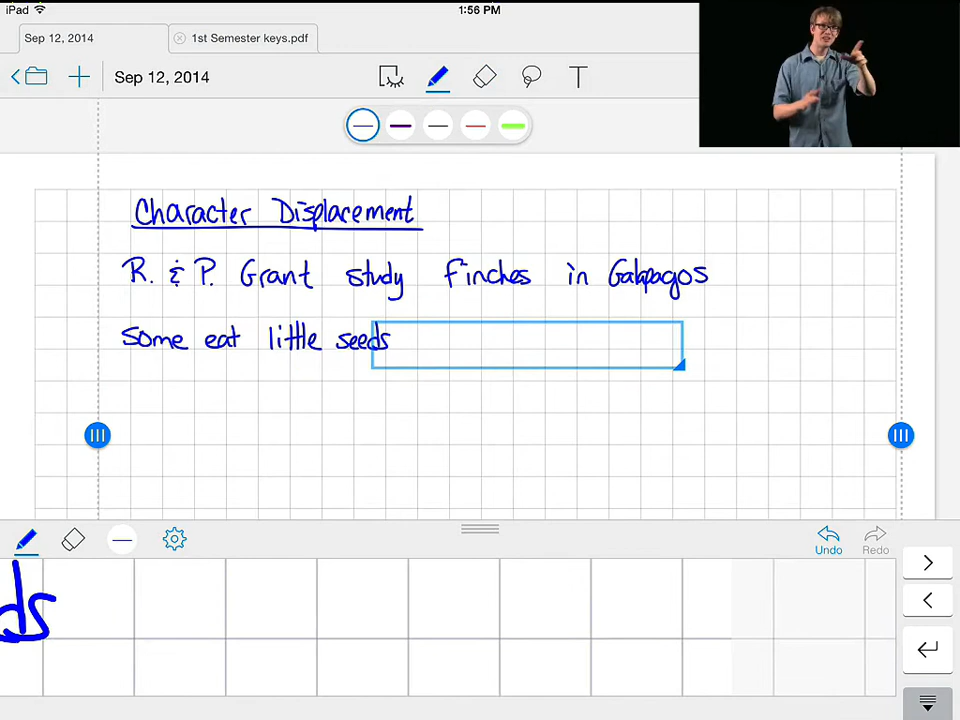 iPad 1:56 PM
Sep 12, 2014 1st Semester keys.pdf
Sep 12, 2014 T
Character Displacement
R. & P. Grant study finches in Galapagos
some eat little seeds
Undo Redo
ds